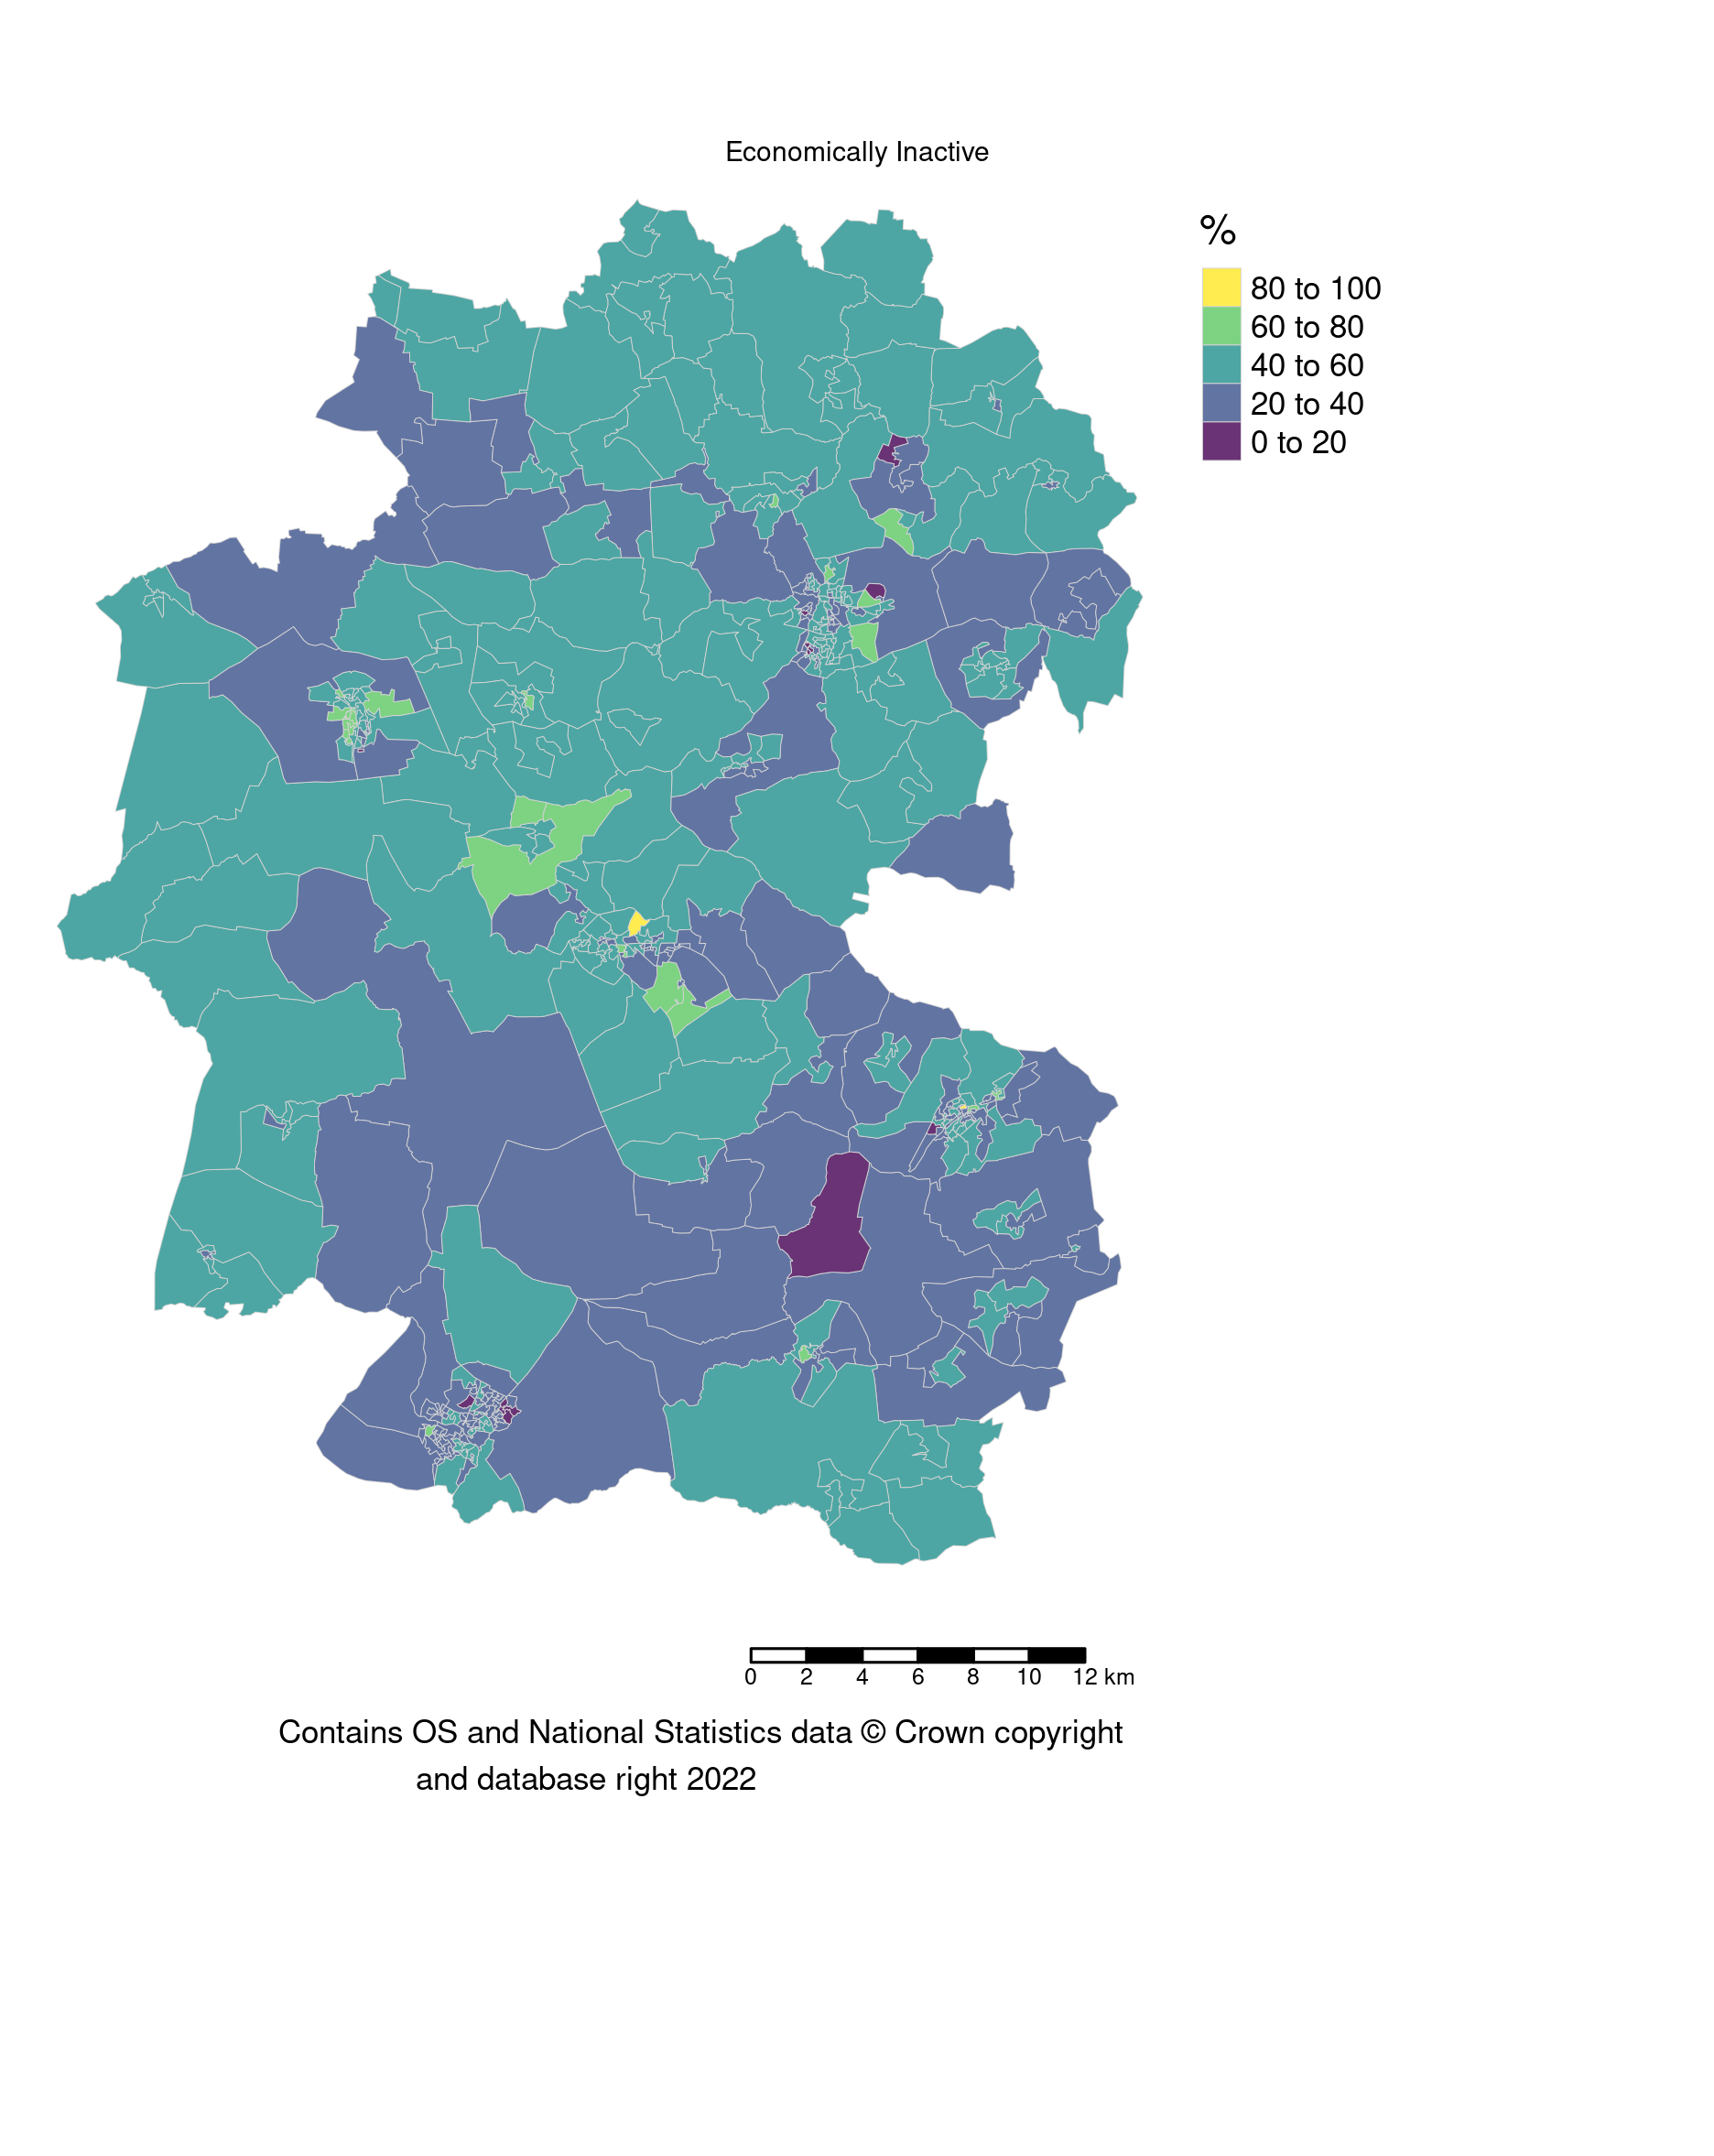 Economically Inactive
%
80 to 100
60 to 80
40 to 60
20 to 40
0 to 20
0 2 4 6 8 10 12 km
Contains OS and National Statistics data © Crown copyright
and database right 2022